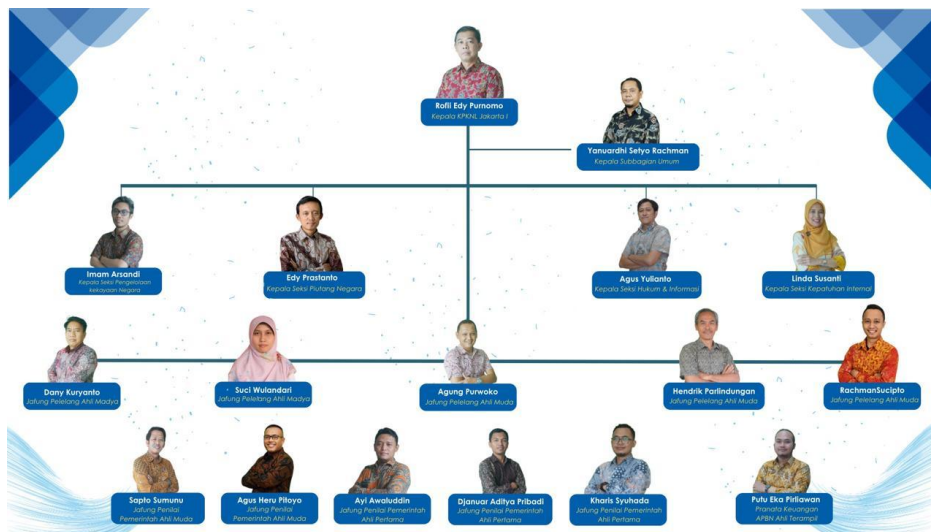 Rofii Edy Purnomo
Kepala KPKNL Jakarta I
Yanuardhi Setyo Rachman
Kepala Subbagian Umum
Imam Arsandi
Kepala Seksi Pengelolaan
kekayaan Negara
Edy Prastanto
Kepala Seksi Piutang Negara
Agus Yulianto
Kepala Seksi Hukum & Informasi
Linda Susanti
Kepala Seksi Kepatuhan Internal
Dany Kuryanto
Jafung Pelelang Ahli Madya
Suci Wulandari
Jafung Pelelang Ahli Madya
Agung Purwoko
Jafung Pelelang Ahli Muda
Hendrik Parlindungan
Jafung Pelelang Ahli Muda
RachmanSucipto
Jafung Pelelang Ahli Muda
Sapto Sumunu
Jafung Penilai
Pemerintah Ahli Muda
Agus Heru Pitoyo
Jafung Penilai
Pemerintah Ahli Muda
Ayi Awaluddin
Jafung Penilai Pemerintah
Ahli Pertama
Djanuar Aditya Pribadi
Jafung Penilai Pemerintah
Ahli Pertama
Kharis Syuhada
Jafung Penilai Pemerintah
Ahli Pertama
Putu Eka Pirliawan
Pranata Keuangan
APBN Ahli Terampil